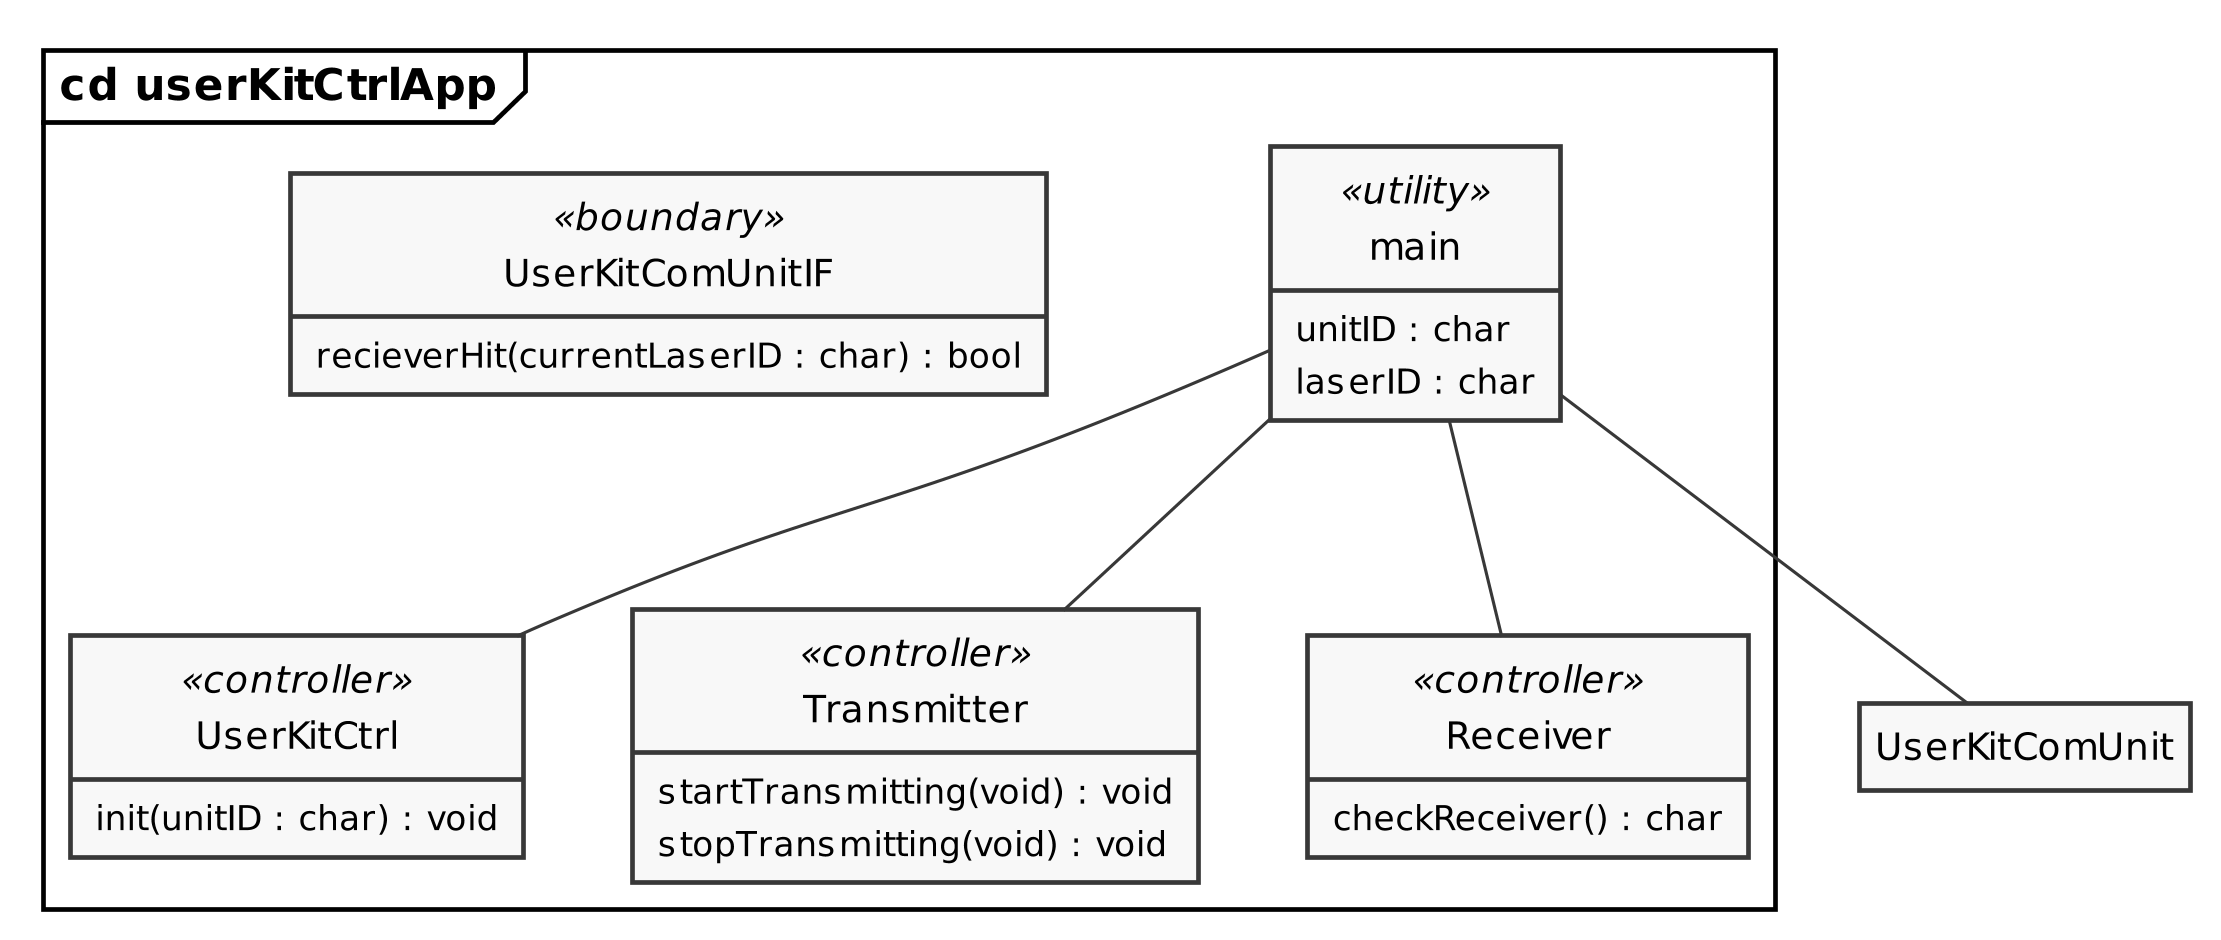 cd userKitCtrlApp
«boundary»
UserKitComUnitIF
recieverHit(currentLaserID : char) : bool
«utility»
main
unitID : char
laserID : char
«controller»
UserKitCtrl
init(unitID : char) : void
«controller»
Transmitter
startTransmitting(void) : void
stopTransmitting(void) : void
«controller»
Receiver
checkReceiver() : char
UserKitComUnit